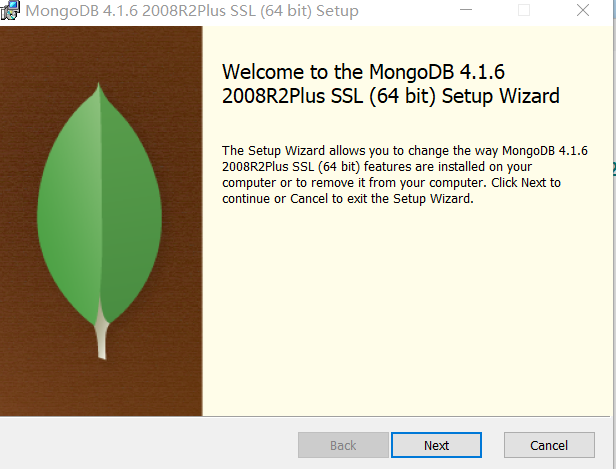 MongoDB 4.1.6 2008R2Plus SSL (64 bit) Setup
Welcome to the MongoDB 4.1.6
2008R2Plus SSL (64 bit) Setup Wizard
The Setup Wizard allows you to change the way MongoDB 4.1.6
2008R2Plus SSL (64 bit) features are installed on your
computer or to remove it from your computer. Click Next to
continue or Cancel to exit the Setup Wizard.
Back
Next
Cancel